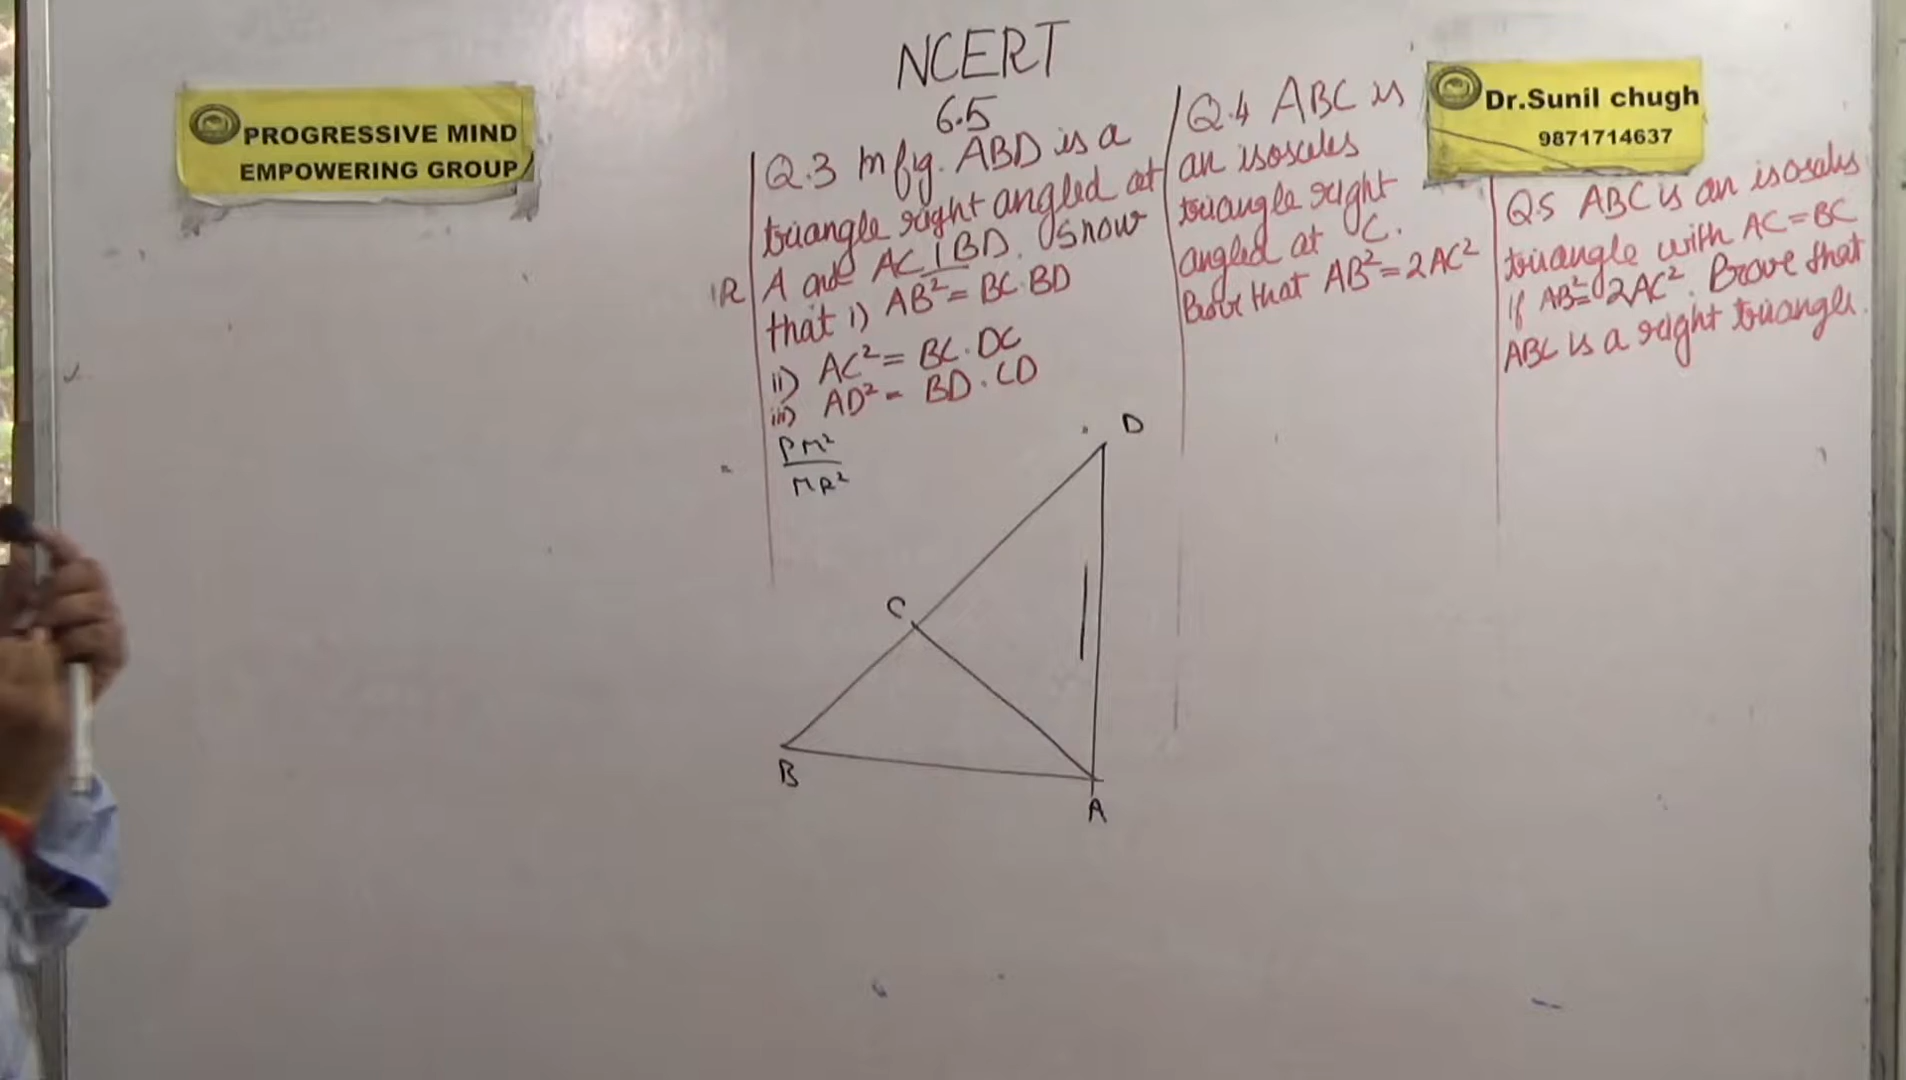 NCERT
6.5
PROGRESSIVE MIND
EMPOWERING GROUP
Dr.Sunil chugh
9871714637
Q.3 In fig. ABD is a
triangle right angled at
A and AC ⊥ BD. Show
that i) AB² = BC.BD
ii) AC² = BC.DC
iii) AD² = BD.CD
R
PM²
MR²
Q.4 ABC is
an isosceles
triangle right
angled at C.
Prove that AB² = 2AC²
Q5 ABC is an isosceles
triangle with AC = BC
if AB² = 2AC². Prove that
ABC is a right triangle.
D
C
B
A